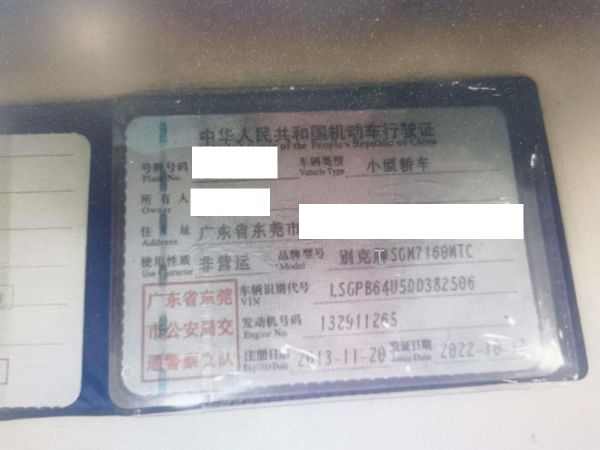 中华人民共和国机动车行驶证
of the People's Republic of China
号牌号码 车辆类型 小型轿车
Plate No. Vehicle Type
所有人
Owner
住 址 广东省东莞市
Address
使用性质 非营运 品牌型号 别克牌SGM7160MTC
Use Character Model
广东省东莞
市公安局交
通警察支队
车辆识别代号 LSGPB64U5DD382506
VIN
发动机号码 132911265
Engine No.
注册日期 2013-11-20 发证日期 2022-10-
Register Date Issue Date